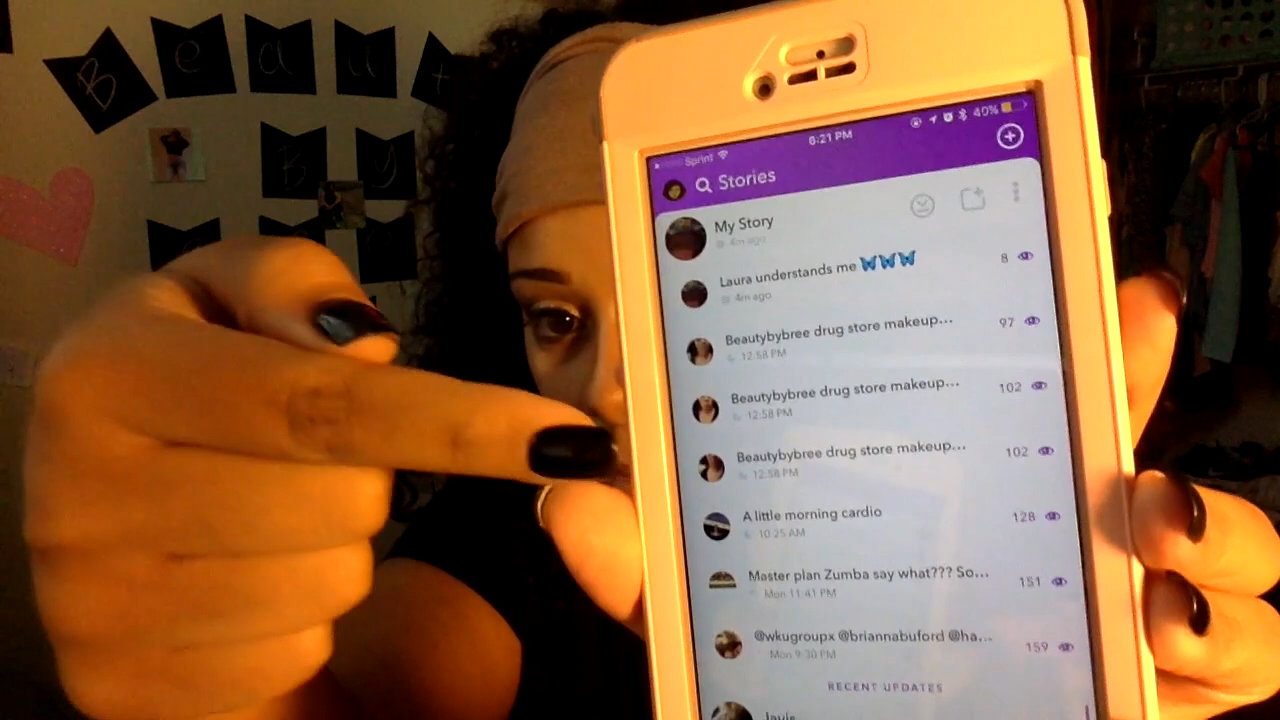 B e a u t
B y
Sprint 6:21 PM 40%
Stories
My Story
4m ago
Laura understands me 🦋🦋🦋 8
4m ago
Beautybybree drug store makeup... 97
12:58 PM
Beautybybree drug store makeup... 102
12:58 PM
Beautybybree drug store makeup... 102
12:58 PM
A little morning cardio 128
10:25 AM
Master plan Zumba say what??? So... 151
Mon 11:41 PM
@wkugroupx @briannabuford @ha... 159
Mon 9:30 PM
RECENT UPDATES